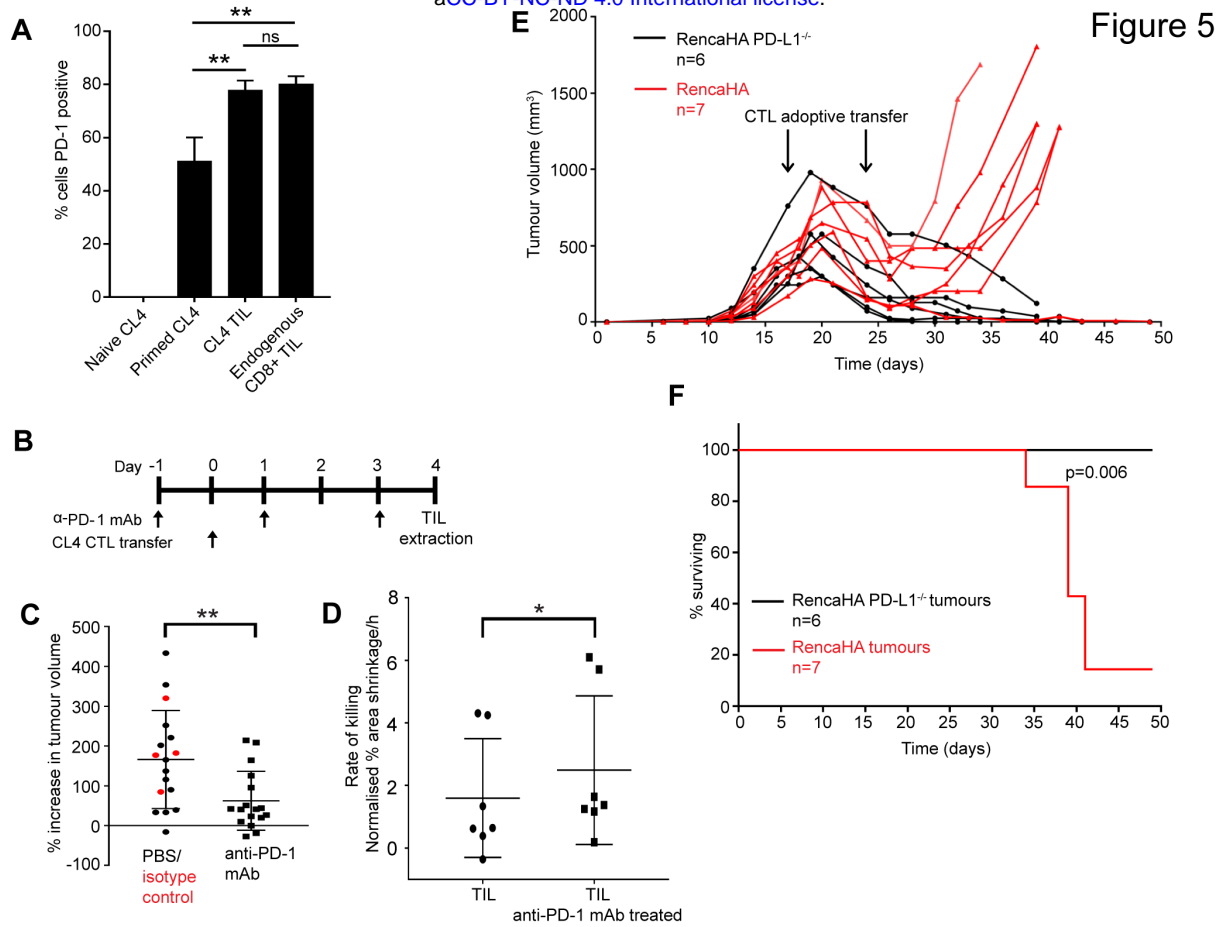 aCC-BY-NC-ND 4.0 International license.
Figure 5
A
% cells PD-1 positive
100
80
60
40
20
0
**
**
ns
Naive CL4
Primed CL4
CL4 TIL
Endogenous
CD8+ TIL
B
Day -1 0 1 2 3 4
α-PD-1 mAb
CL4 CTL transfer
TIL
extraction
C
% increase in tumour volume
500
400
300
200
100
0
-100
**
PBS/
isotype
control
anti-PD-1
mAb
D
Rate of killing
Normalised % area shrinkage/h
8
6
4
2
0
*
TIL
TIL
anti-PD-1 mAb treated
E
Tumour volume (mm³)
2000
1500
1000
500
0
RencaHA PD-L1-/-
n=6
RencaHA
n=7
CTL adoptive transfer
0 5 10 15 20 25 30 35 40 45 50
Time (days)
F
% surviving
100
80
60
40
20
0
p=0.006
RencaHA PD-L1-/- tumours
n=6
RencaHA tumours
n=7
0 5 10 15 20 25 30 35 40 45 50
Time (days)